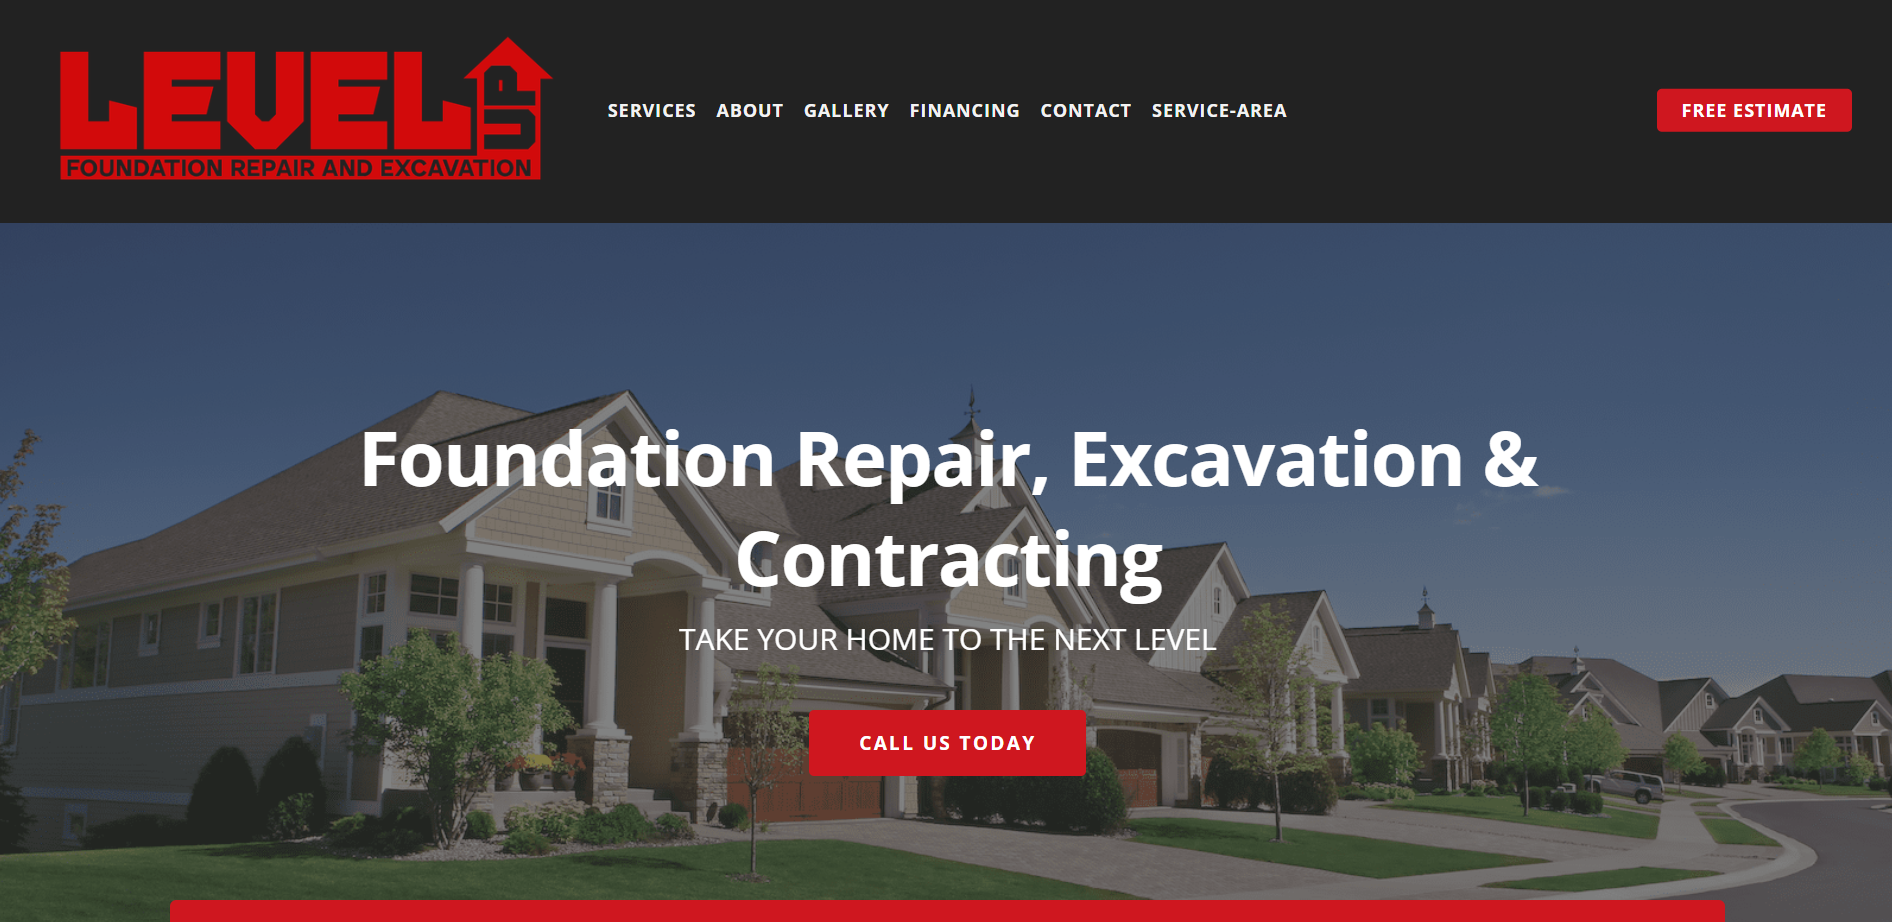 LEVEL UP
FOUNDATION REPAIR AND EXCAVATION
SERVICES ABOUT GALLERY FINANCING CONTACT SERVICE-AREA
FREE ESTIMATE
Foundation Repair, Excavation &
Contracting
TAKE YOUR HOME TO THE NEXT LEVEL
CALL US TODAY